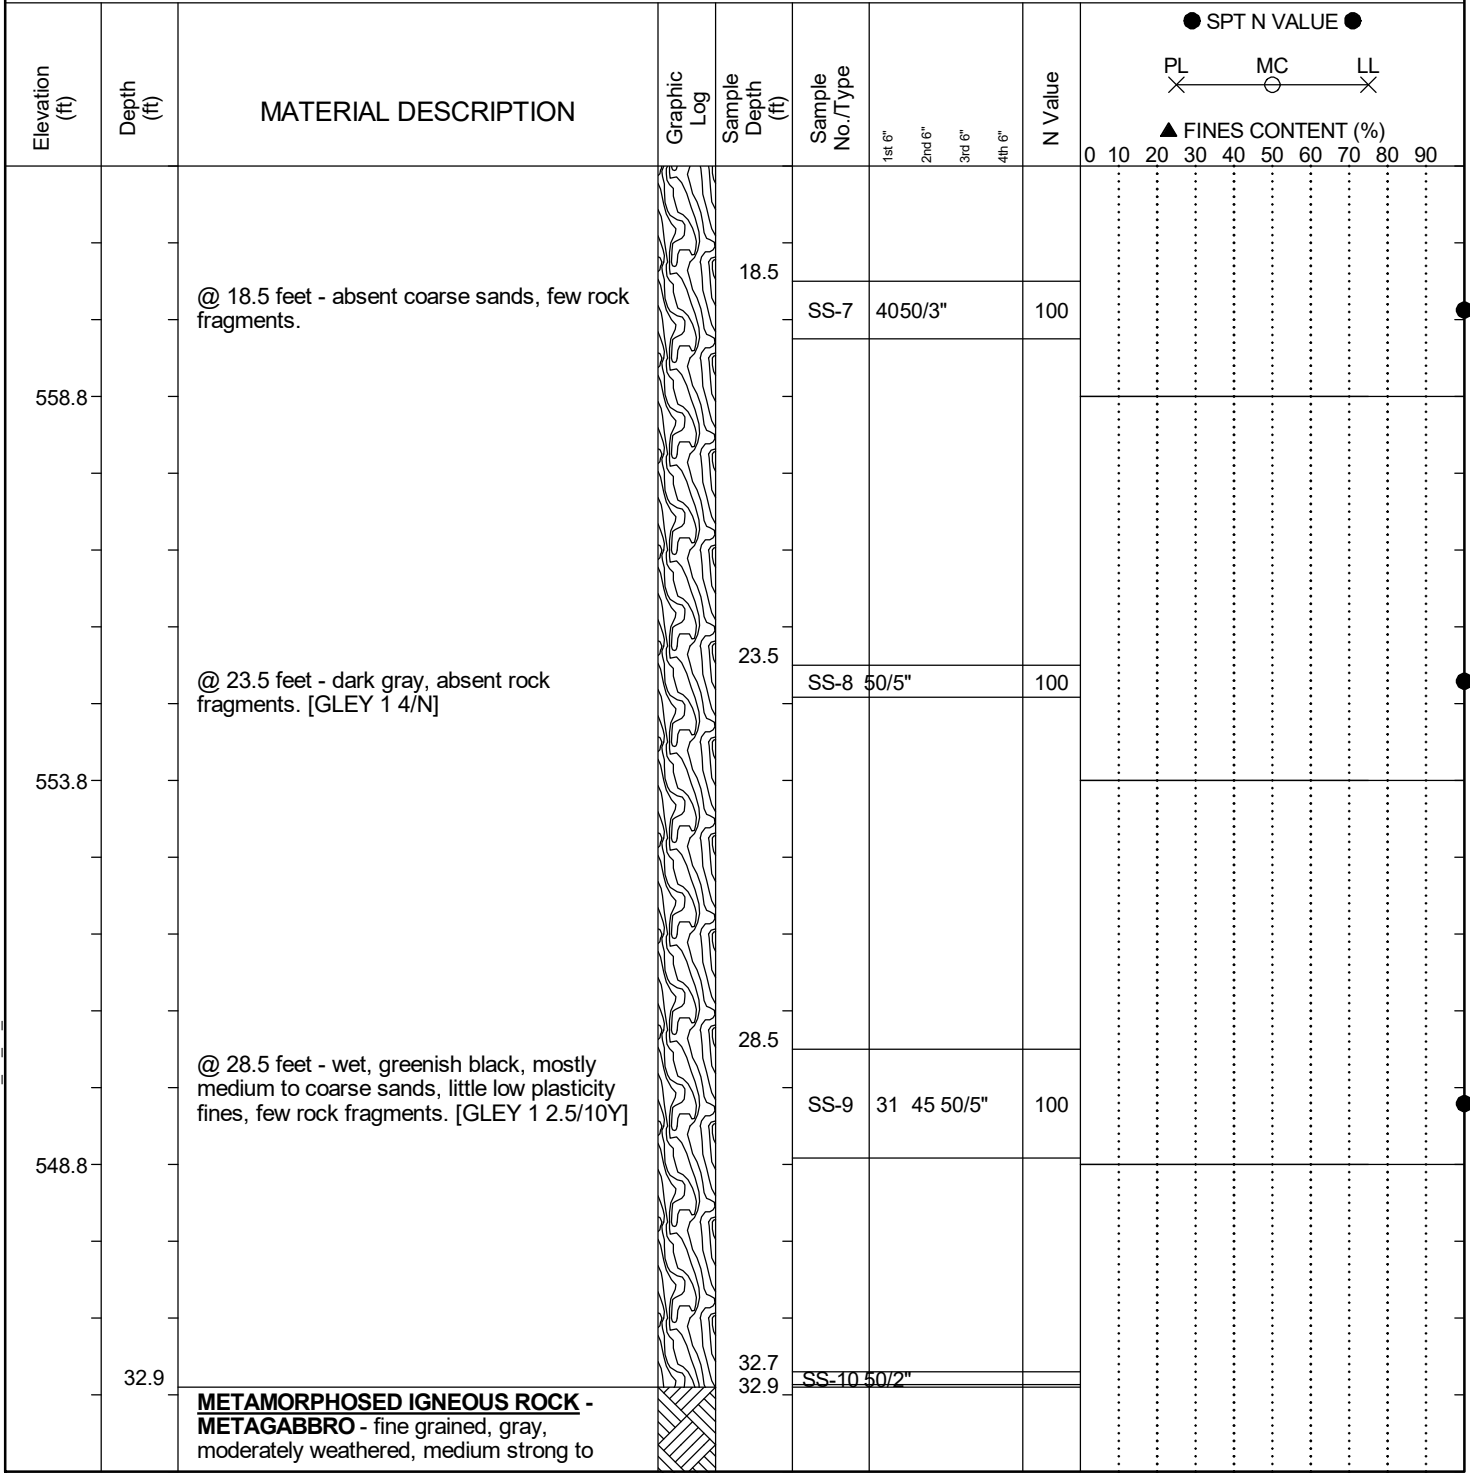 Elevation
(ft)
Depth
(ft)
MATERIAL DESCRIPTION
Graphic
Log
Sample
Depth
(ft)
Sample
No./Type
1st 6"
2nd 6"
3rd 6"
4th 6"
N Value
● SPT N VALUE ●
PL MC LL
▲ FINES CONTENT (%)
0 10 20 30 40 50 60 70 80 90
18.5
@ 18.5 feet - absent coarse sands, few rock
fragments.
SS-7 40 50/3" 100
558.8
23.5
@ 23.5 feet - dark gray, absent rock
fragments. [GLEY 1 4/N]
SS-8 50/5" 100
553.8
28.5
@ 28.5 feet - wet, greenish black, mostly
medium to coarse sands, little low plasticity
fines, few rock fragments. [GLEY 1 2.5/10Y]
SS-9 31 45 50/5" 100
548.8
32.7
32.9
32.9
SS-10 50/2"
METAMORPHOSED IGNEOUS ROCK -
METAGABBRO - fine grained, gray,
moderately weathered, medium strong to